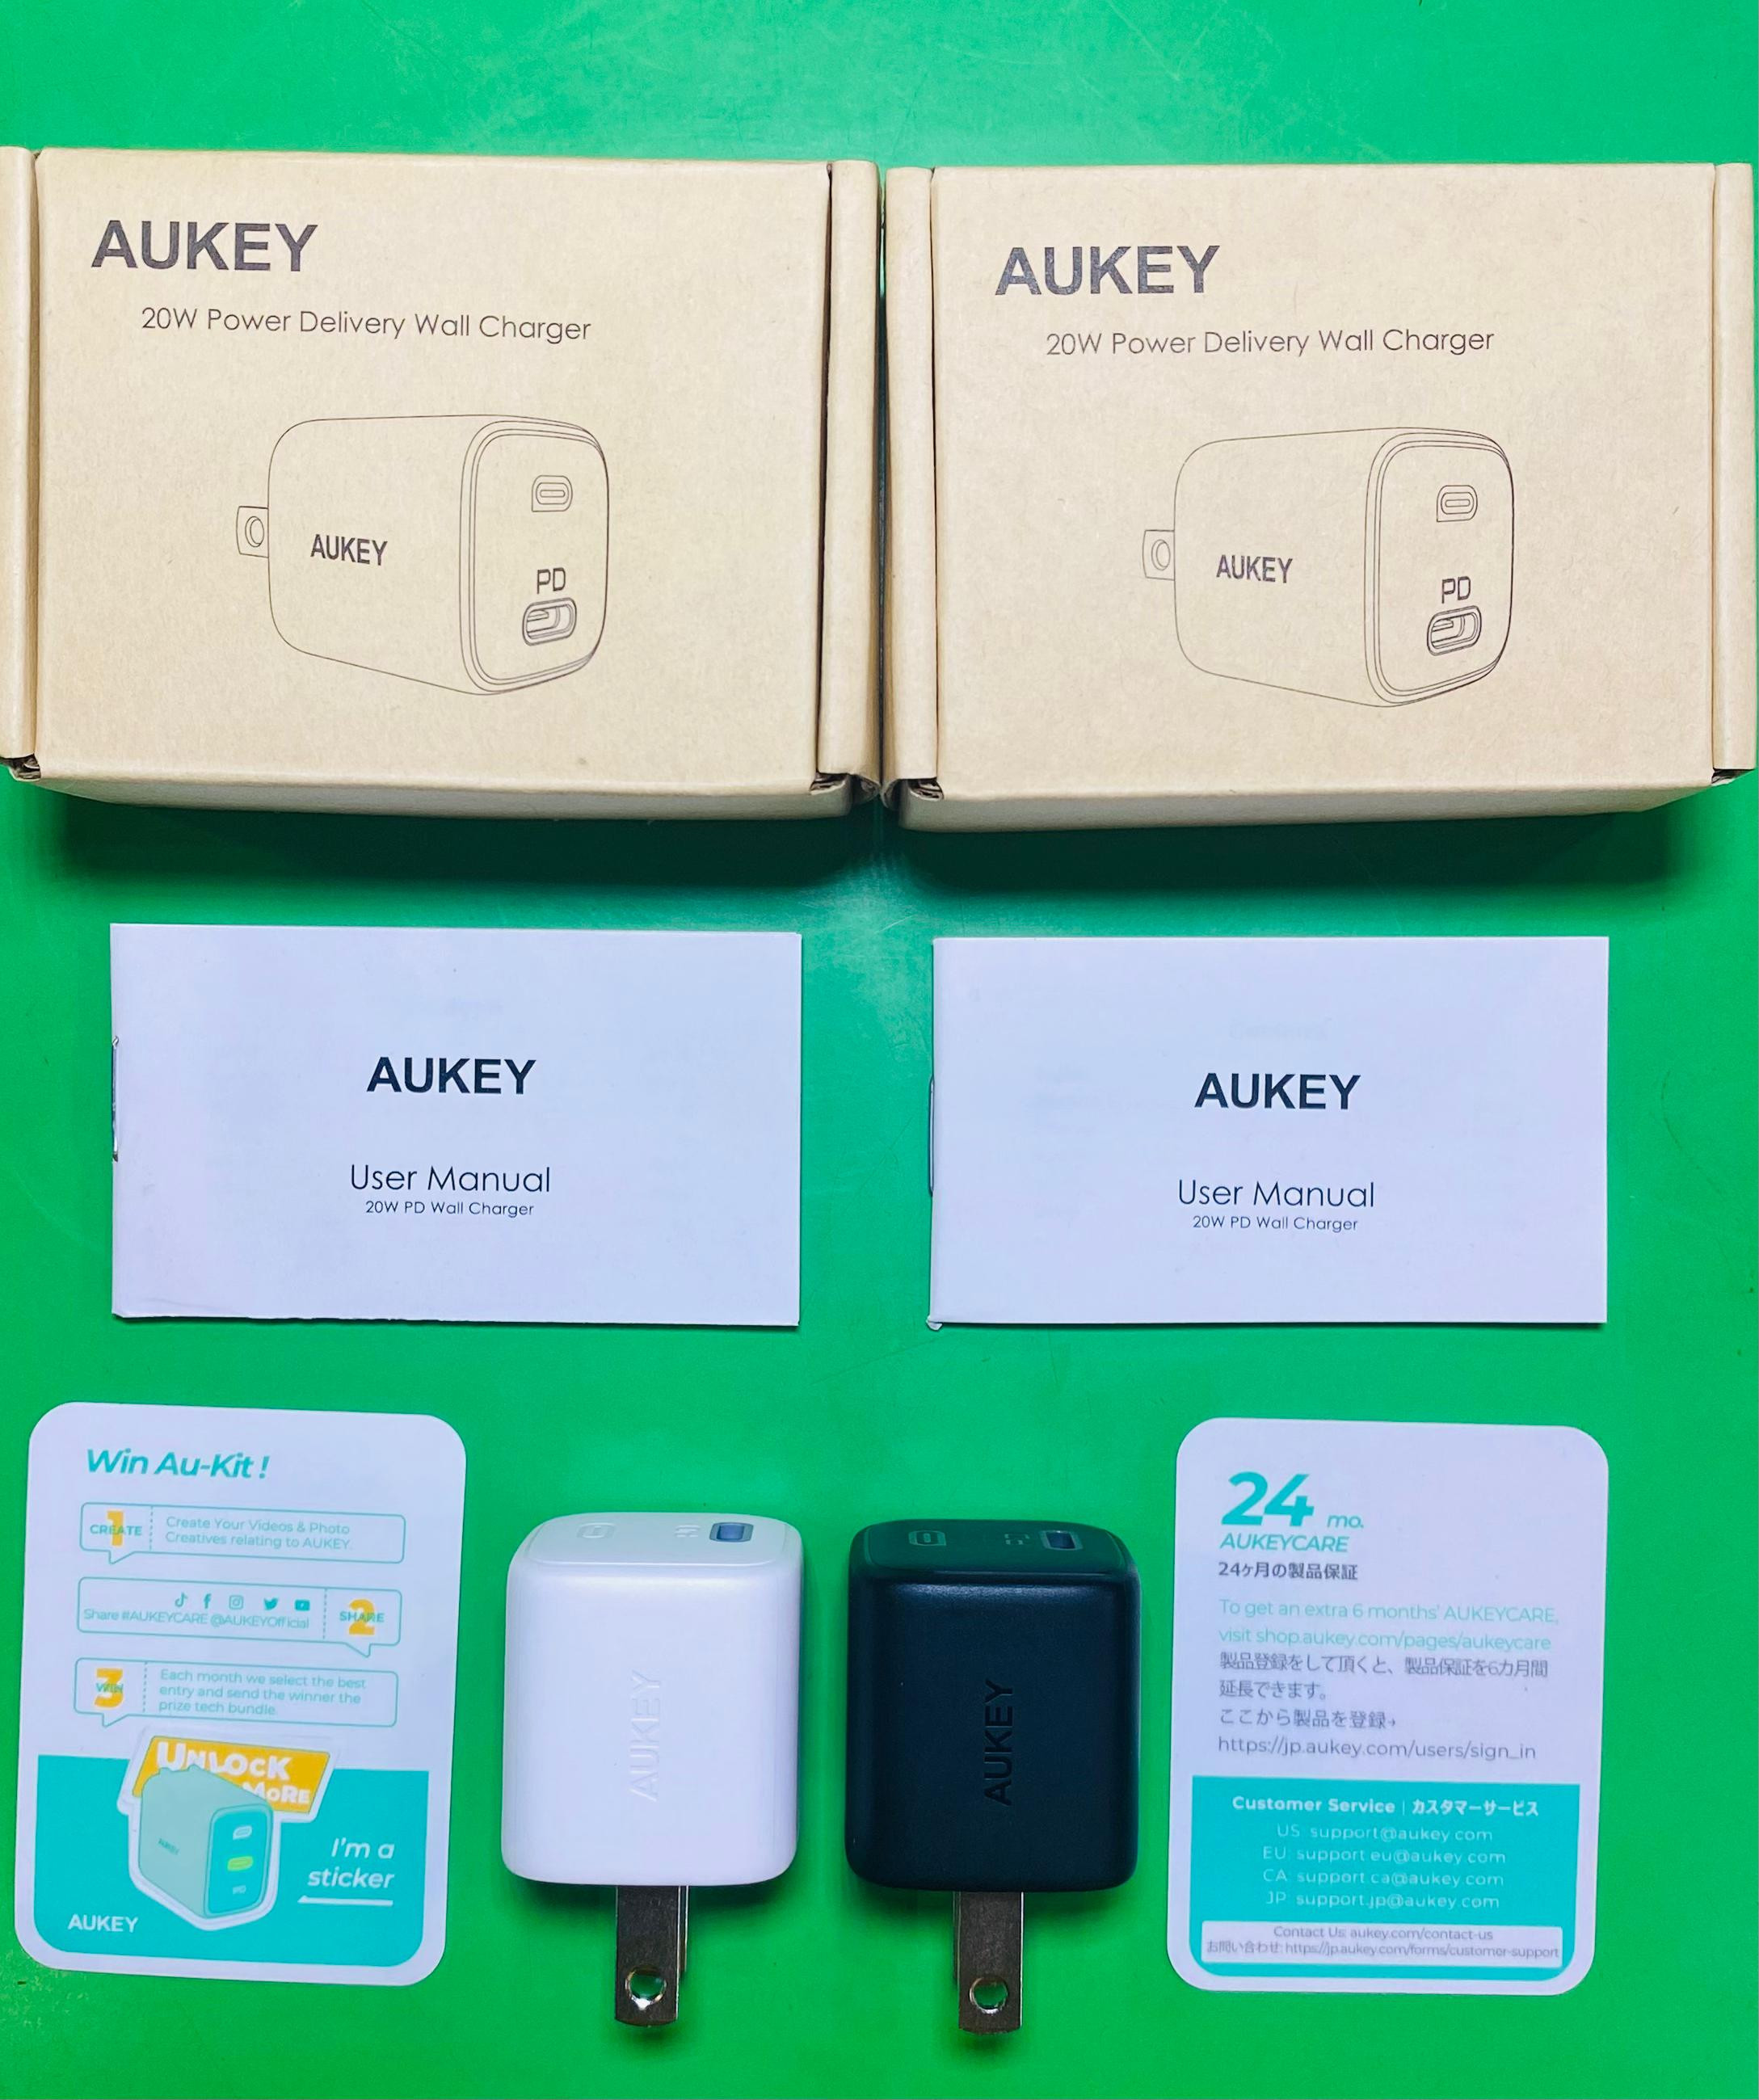 AUKEY
20W Power Delivery Wall Charger
AUKEY
PD
AUKEY
20W Power Delivery Wall Charger
AUKEY
PD
AUKEY
User Manual
20W PD Wall Charger
AUKEY
User Manual
20W PD Wall Charger
Win Au-Kit !
1
CREATE
Create Your Videos & Photo
Creatives relating to AUKEY.
Share #AUKEYCARE @AUKEYOfficial
2
SHARE
3
WIN
Each month we select the best
entry and send the winner the
prize tech bundle.
UNLOCK
MORE
AUKEY
PD
I'm a
sticker
AUKEY
AUKEY
AUKEY
24 mo.
AUKEYCARE
24ヶ月の製品保証
To get an extra 6 months' AUKEYCARE,
visit shop.aukey.com/pages/aukeycare
製品登録をして頂くと、製品保証を6カ月間
延長できます。
ここから製品を登録→
https://jp.aukey.com/users/sign_in
Customer Service | カスタマーサービス
US: support@aukey.com
EU: support.eu@aukey.com
CA: support.ca@aukey.com
JP: support.jp@aukey.com
Contact Us: aukey.com/contact-us
お問い合わせ: https://jp.aukey.com/forms/customer-support